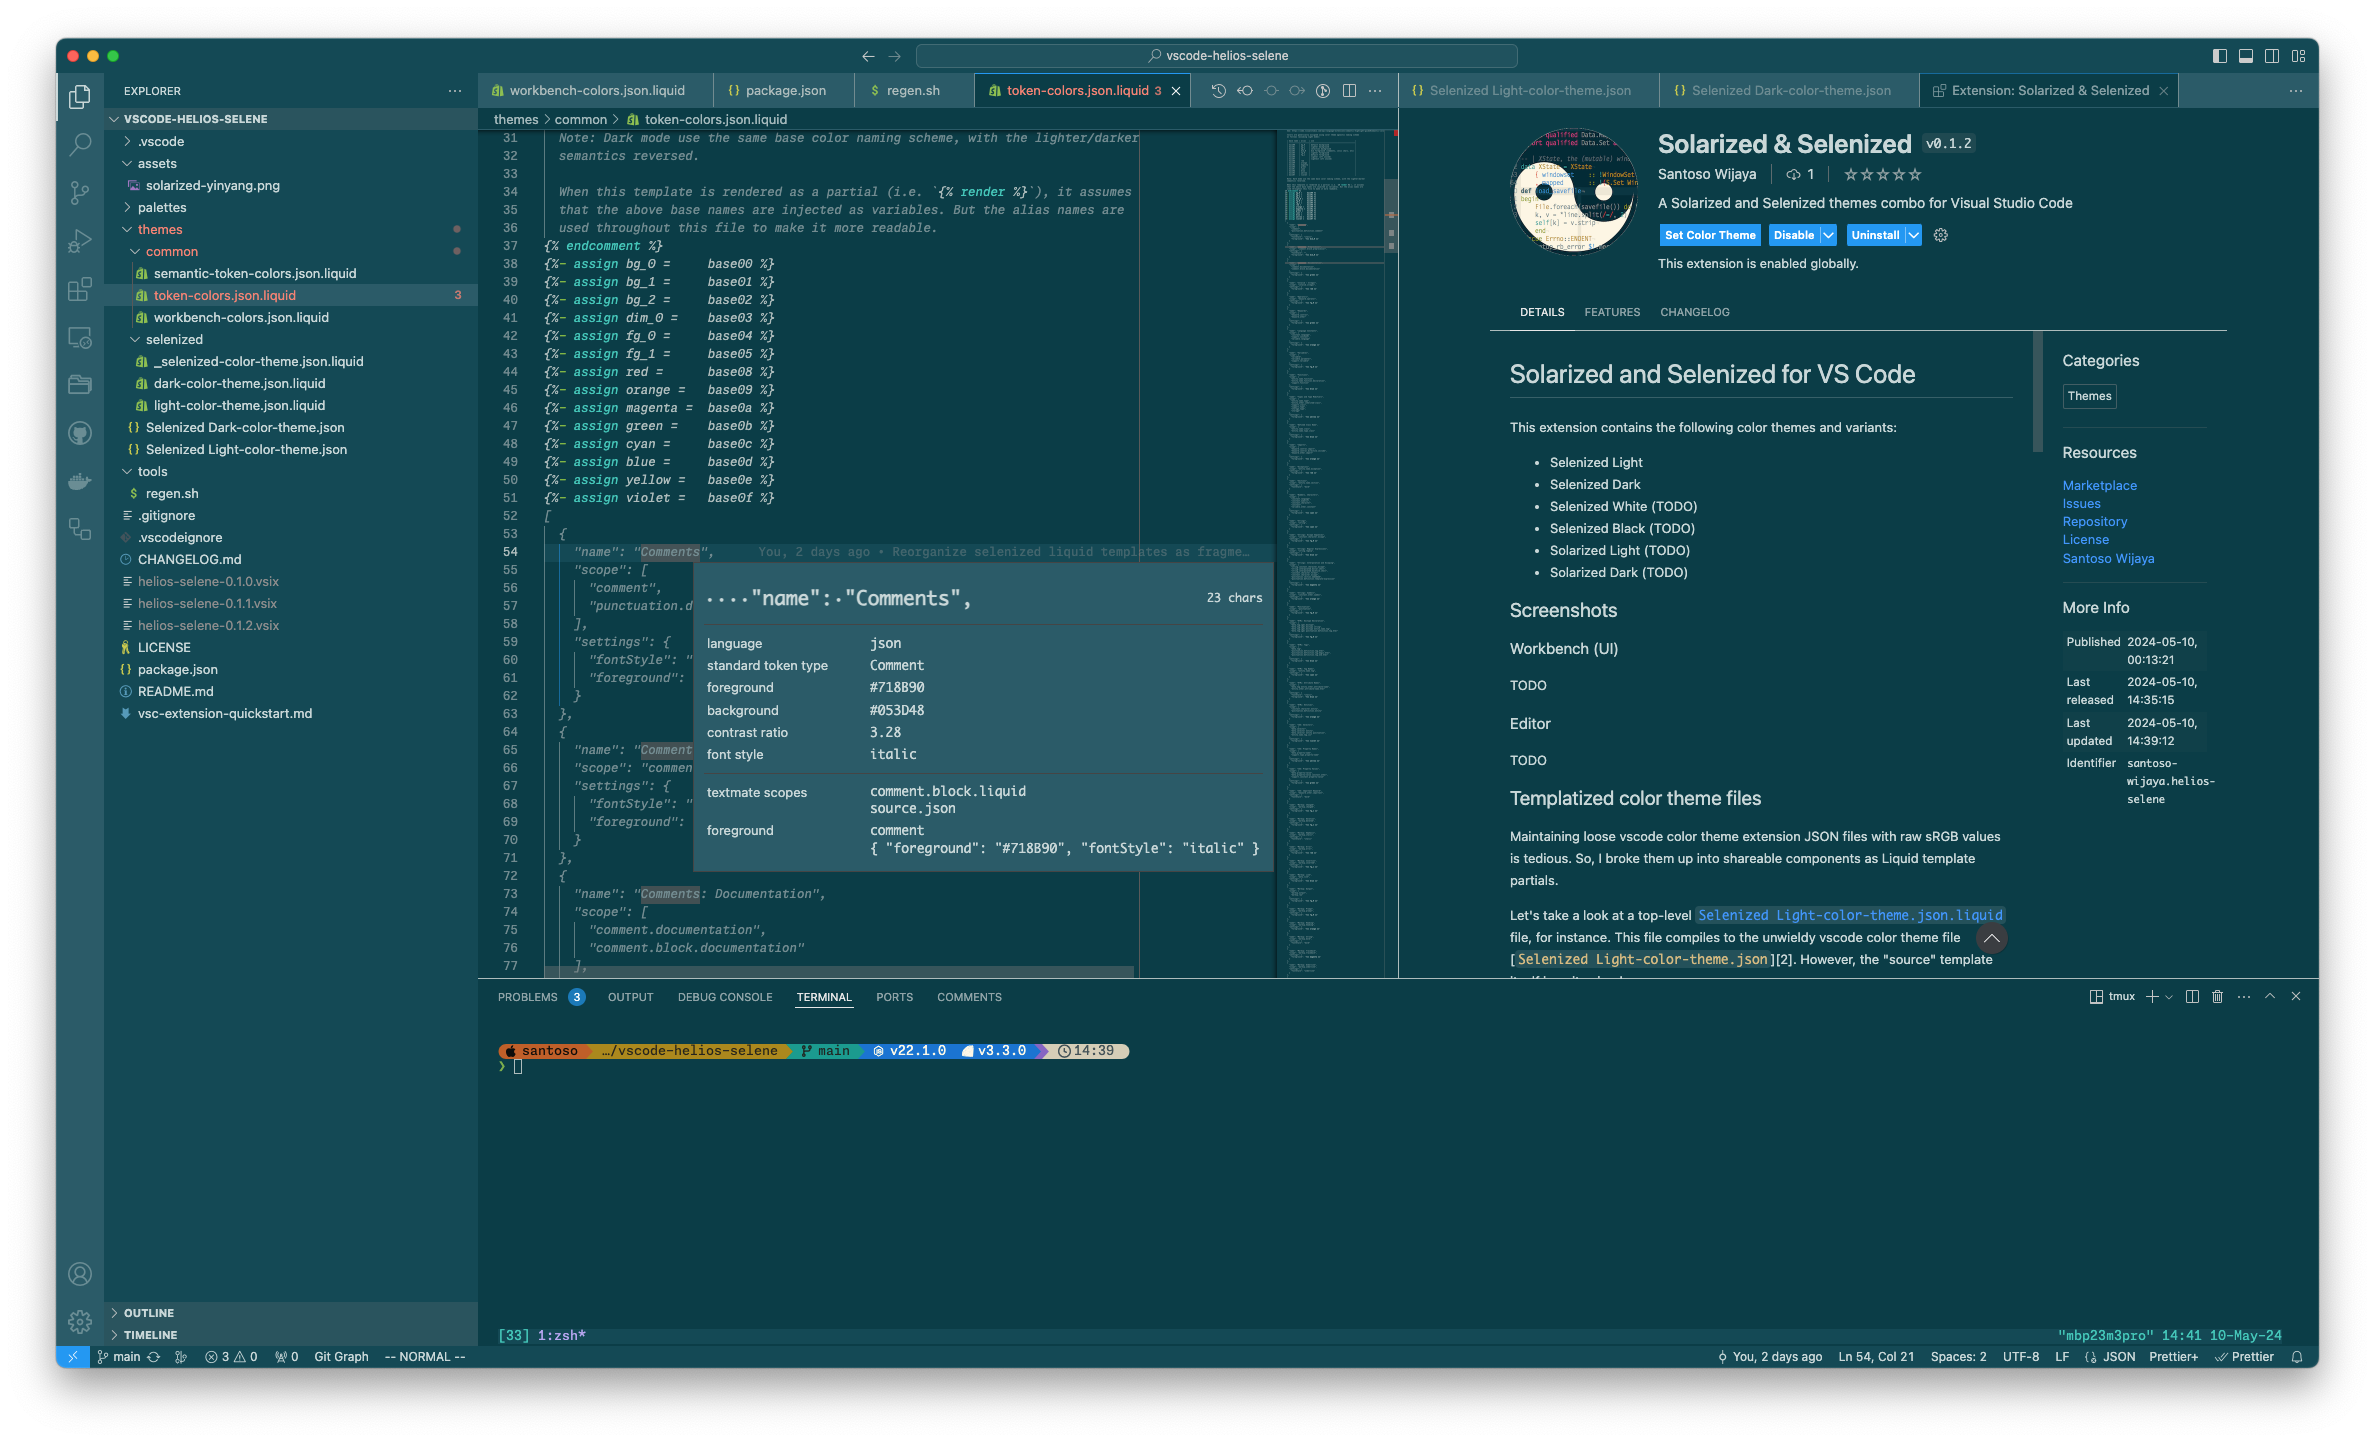 vscode-helios-selene
EXPLORER
VSCODE-HELIOS-SELENE
.vscode
assets
solarized-yinyang.png
palettes
themes
common
semantic-token-colors.json.liquid
token-colors.json.liquid 3
workbench-colors.json.liquid
selenized
_selenized-color-theme.json.liquid
dark-color-theme.json.liquid
light-color-theme.json.liquid
Selenized Dark-color-theme.json
Selenized Light-color-theme.json
tools
regen.sh
.gitignore
.vscodeignore
CHANGELOG.md
helios-selene-0.1.0.vsix
helios-selene-0.1.1.vsix
helios-selene-0.1.2.vsix
LICENSE
package.json
README.md
vsc-extension-quickstart.md
OUTLINE
TIMELINE
workbench-colors.json.liquid package.json regen.sh token-colors.json.liquid 3
themes > common > token-colors.json.liquid
31 Note: Dark mode use the same base color naming scheme, with the lighter/darker
32 semantics reversed.
33
34 When this template is rendered as a partial (i.e. `{% render %}`), it assumes
35 that the above base names are injected as variables. But the alias names are
36 used throughout this file to make it more readable.
37 {% endcomment %}
38 {%- assign bg_0 = base00 %}
39 {%- assign bg_1 = base01 %}
40 {%- assign bg_2 = base02 %}
41 {%- assign dim_0 = base03 %}
42 {%- assign fg_0 = base04 %}
43 {%- assign fg_1 = base05 %}
44 {%- assign red = base08 %}
45 {%- assign orange = base09 %}
46 {%- assign magenta = base0a %}
47 {%- assign green = base0b %}
48 {%- assign cyan = base0c %}
49 {%- assign blue = base0d %}
50 {%- assign yellow = base0e %}
51 {%- assign violet = base0f %}
52 [
53 {
54 "name": "Comments", You, 2 days ago • Reorganize selenized liquid templates as fragme…
55 "scope": [
56 "comment",
57 "punctuation.d
58 ],
59 "settings": {
60 "fontStyle": "
61 "foreground":
62 }
63 },
64 {
65 "name": "Comment
66 "scope": "commen
67 "settings": {
68 "fontStyle": "
69 "foreground":
70 }
71 },
72 {
73 "name": "Comments: Documentation",
74 "scope": [
75 "comment.documentation",
76 "comment.block.documentation"
77 ],
····"name":·"Comments", 23 chars
language json
standard token type Comment
foreground #718B90
background #053D48
contrast ratio 3.28
font style italic
textmate scopes comment.block.liquid
source.json
foreground comment
{ "foreground": "#718B90", "fontStyle": "italic" }
Selenized Light-color-theme.json Selenized Dark-color-theme.json Extension: Solarized & Selenized
Solarized & Selenized v0.1.2
Santoso Wijaya 1
A Solarized and Selenized themes combo for Visual Studio Code
Set Color Theme Disable Uninstall
This extension is enabled globally.
DETAILS FEATURES CHANGELOG
Solarized and Selenized for VS Code
This extension contains the following color themes and variants:
• Selenized Light
• Selenized Dark
• Selenized White (TODO)
• Selenized Black (TODO)
• Solarized Light (TODO)
• Solarized Dark (TODO)
Screenshots
Workbench (UI)
TODO
Editor
TODO
Templatized color theme files
Maintaining loose vscode color theme extension JSON files with raw sRGB values
is tedious. So, I broke them up into shareable components as Liquid template
partials.
Let's take a look at a top-level Selenized Light-color-theme.json.liquid
file, for instance. This file compiles to the unwieldy vscode color theme file
[Selenized Light-color-theme.json][2]. However, the "source" template
Categories
Themes
Resources
Marketplace
Issues
Repository
License
Santoso Wijaya
More Info
Published 2024-05-10,
00:13:21
Last 2024-05-10,
released 14:35:15
Last 2024-05-10,
updated 14:39:12
Identifier santoso-
wijaya.helios-
selene
PROBLEMS 3 OUTPUT DEBUG CONSOLE TERMINAL PORTS COMMENTS tmux
santoso …/vscode-helios-selene main v22.1.0 v3.3.0 14:39
❯
[33] 1:zsh* "mbp23m3pro" 14:41 10-May-24
main 3 0 0 Git Graph -- NORMAL -- You, 2 days ago Ln 54, Col 21 Spaces: 2 UTF-8 LF JSON Prettier+ Prettier